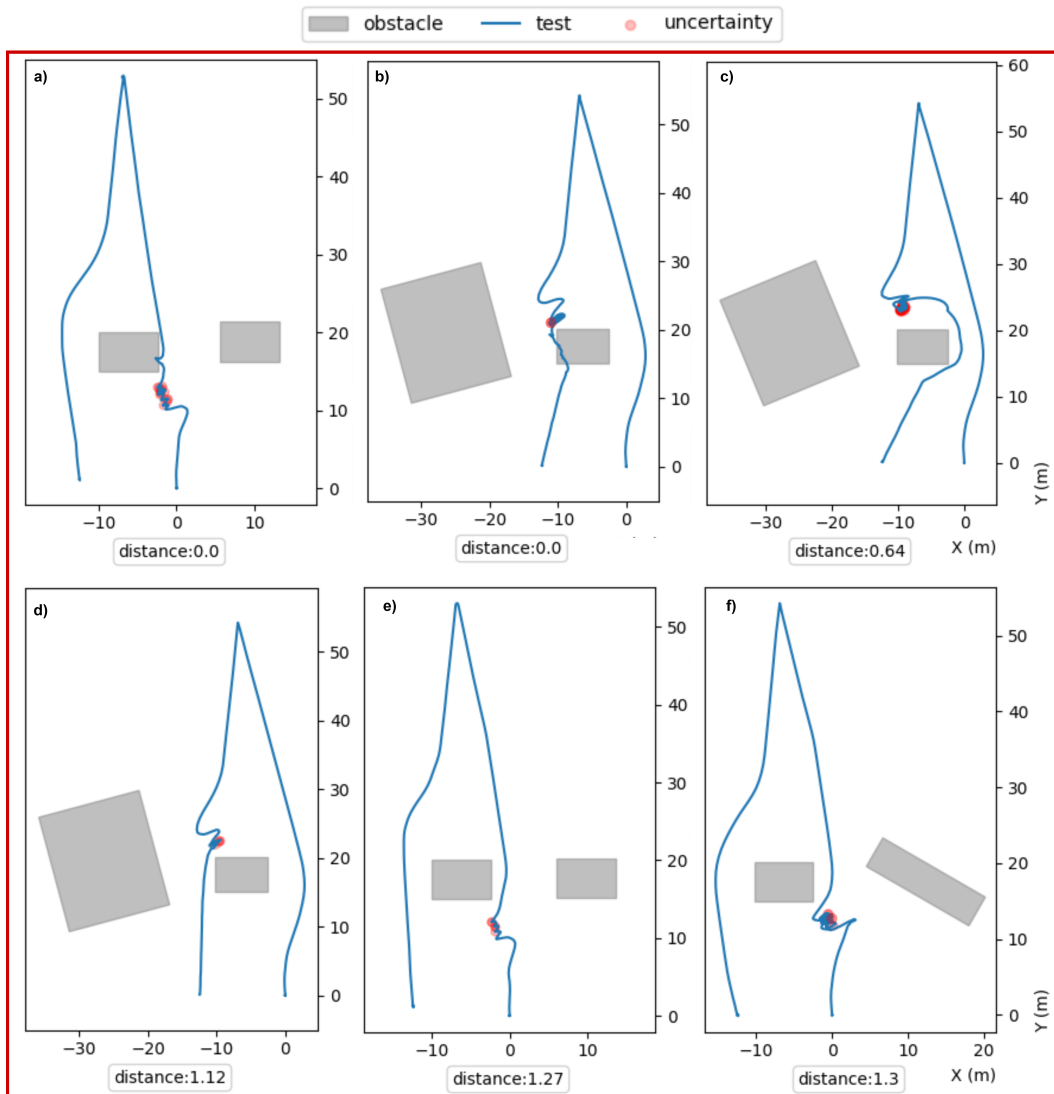 obstacle test uncertainty
a)
50
40
30
20
10
0
−10 0 10
distance:0.0
b)
50
40
30
20
10
0
−30 −20 −10 0
distance:0.0
c)
60
50
40
30
20
10
0
Y (m)
−30 −20 −10 0
distance:0.64 X (m)
d)
50
40
30
20
10
0
−30 −20 −10 0
distance:1.12
e)
50
40
30
20
10
0
−10 0 10
distance:1.27
f)
50
40
30
20
10
0
Y (m)
−10 0 10 20
distance:1.3 X (m)